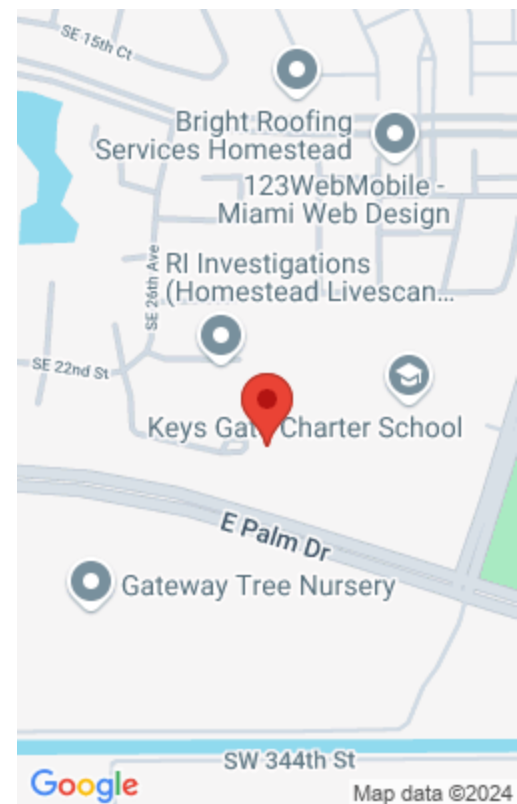 SE 15th Ct
Bright Roofing
Services Homestead
123WebMobile -
Miami Web Design
SE 26th Ave
RI Investigations
(Homestead Livescan...
SE 22nd St
Keys Gate Charter School
E Palm Dr
Gateway Tree Nursery
SW 344th St
Google
Map data ©2024